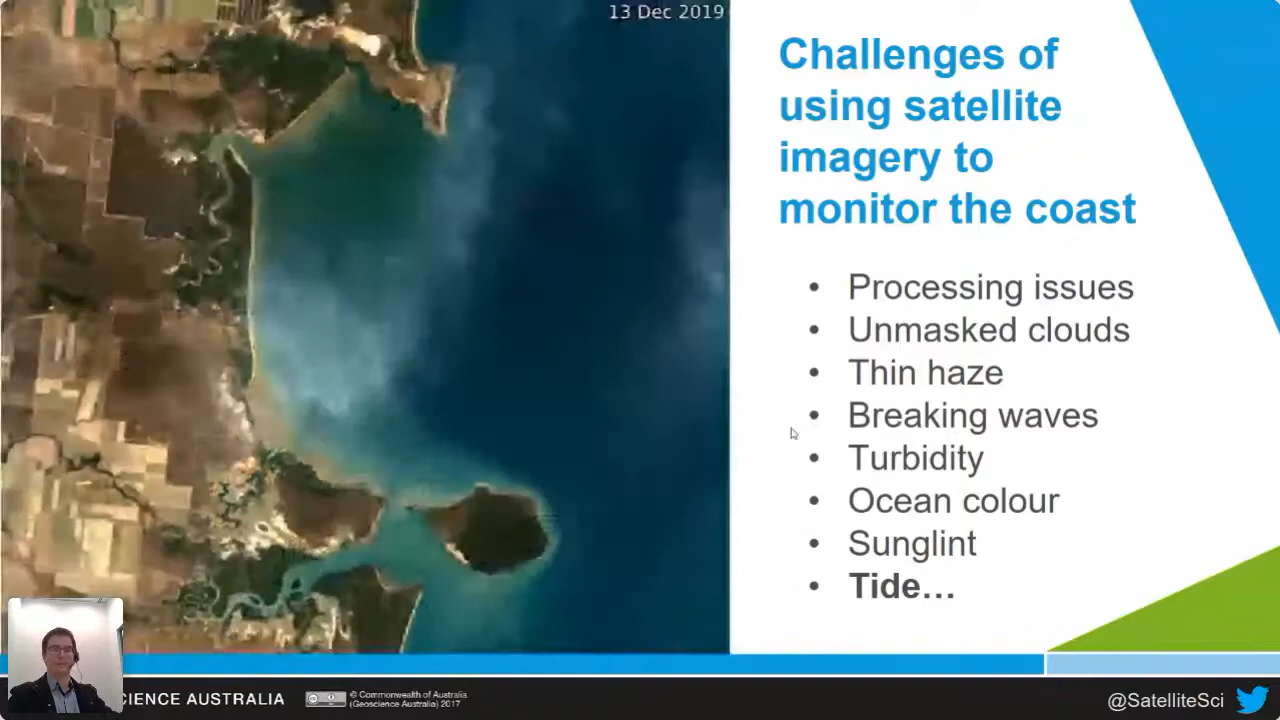 13 Dec 2019
Challenges of
using satellite
imagery to
monitor the coast
• Processing issues
• Unmasked clouds
• Thin haze
• Breaking waves
• Turbidity
• Ocean colour
• Sunglint
• Tide…
CIENCE AUSTRALIA
© Commonwealth of Australia
(Geoscience Australia) 2017
@SatelliteSci